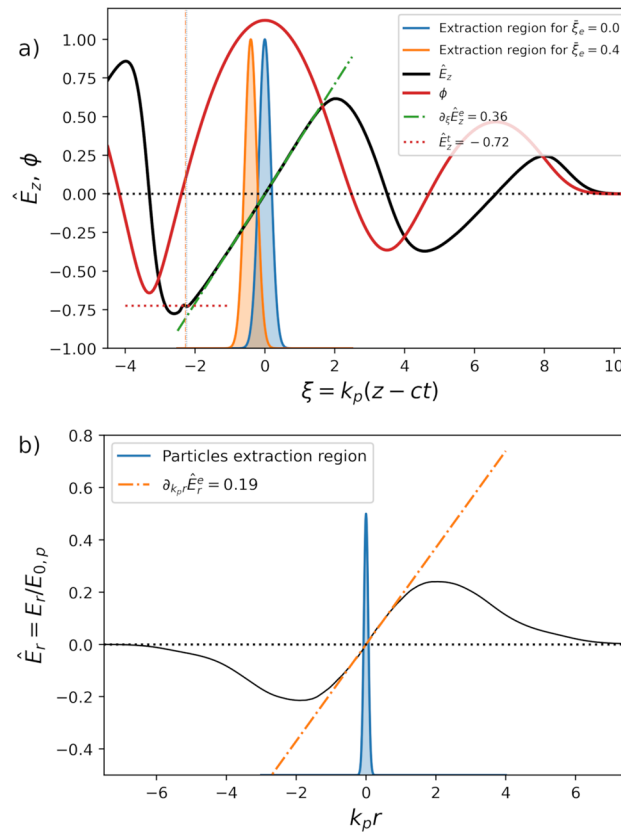 a)
Extraction region for ξ̄ₑ = 0.0
Extraction region for ξ̄ₑ = 0.4
Ê_z
ϕ
∂_ξ Ê_z^e = 0.36
Ê_z^t = −0.72
1.00
0.75
0.50
0.25
0.00
−0.25
−0.50
−0.75
−1.00
Ê_z, ϕ
−4 −2 0 2 4 6 8 10
ξ = k_p(z − ct)
b)
Particles extraction region
∂_{k_p r} Ê_r^e = 0.19
0.8
0.6
0.4
0.2
0.0
−0.2
−0.4
Ê_r = E_r/E_{0,p}
−6 −4 −2 0 2 4 6
k_p r